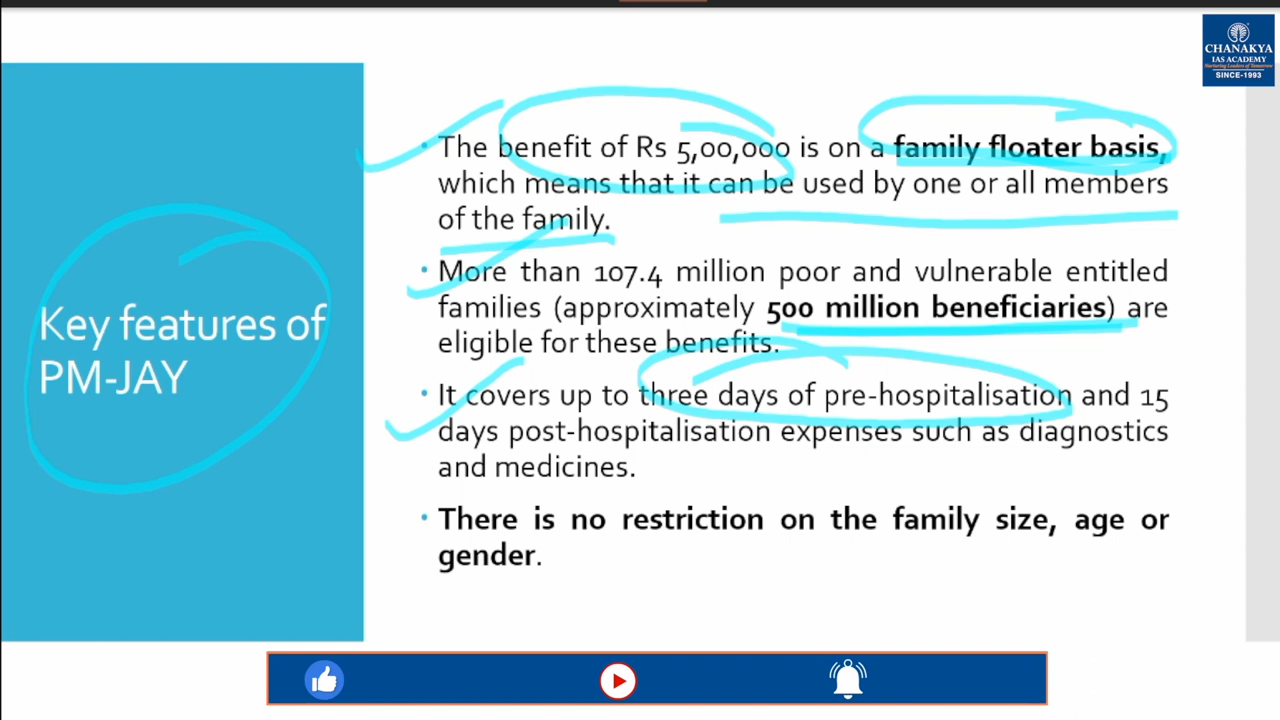 CHANAKYA
IAS ACADEMY
Nurturing Leaders of Tomorrow
SINCE-1993
Key features of
PM-JAY
• The benefit of Rs 5,00,000 is on a family floater basis,
which means that it can be used by one or all members
of the family.
• More than 107.4 million poor and vulnerable entitled
families (approximately 500 million beneficiaries) are
eligible for these benefits.
• It covers up to three days of pre-hospitalisation and 15
days post-hospitalisation expenses such as diagnostics
and medicines.
• There is no restriction on the family size, age or
gender.